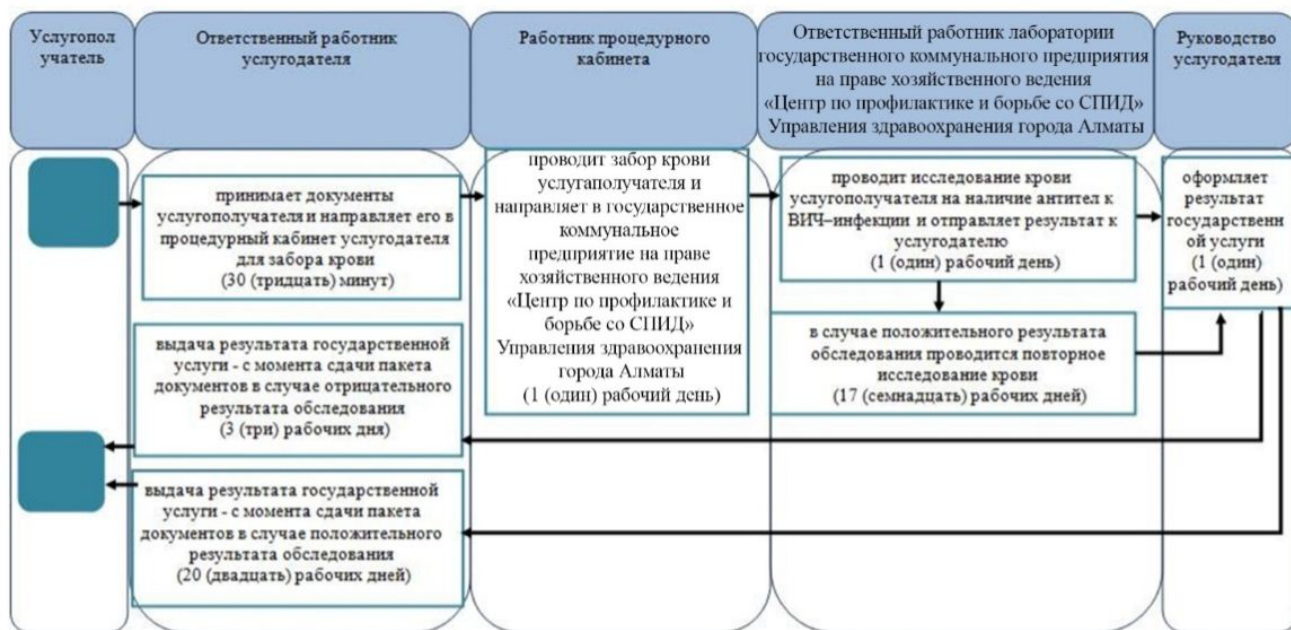 Услугопол
учатель
Ответственный работник
услугодателя
Работник процедурного
кабинета
Ответственный работник лаборатории
государственного коммунального предприятия
на праве хозяйственного ведения
«Центр по профилактике и борьбе со СПИД»
Управления здравоохранения города Алматы
Руководство
услугодателя
принимает документы
услугополучателя и направляет его в
процедурный кабинет услугодателя
для забора крови
(30 (тридцать) минут)
проводит забор крови
услугаполучателя и
направляет в государственное
коммунальное
предприятие на праве
хозяйственного ведения
«Центр по профилактике и
борьбе со СПИД»
Управления здравоохранения
города Алматы
(1 (один) рабочий день)
проводит исследование крови
услугополучателя на наличие антител к
ВИЧ–инфекции и отправляет результат к
услугодателю
(1 (один) рабочий день)
оформляет
результат
государственн
ой услуги
(1 (один)
рабочий день)
в случае положительного результата
обследования проводится повторное
исследование крови
(17 (семнадцать) рабочих дней)
выдача результата государственной
услуги - с момента сдачи пакета
документов в случае отрицательного
результата обследования
(3 (три) рабочих дня)
выдача результата государственной
услуги - с момента сдачи пакета
документов в случае положительного
результата обследования
(20 (двадцать) рабочих дней)